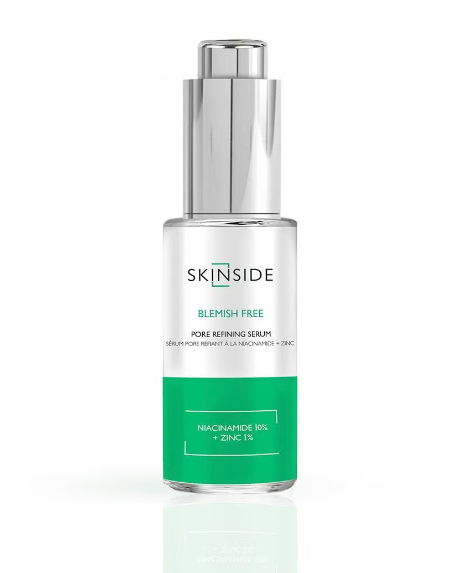 SKINSIDE
BLEMISH FREE
PORE REFINING SERUM
SÉRUM PORE REFIANT À LA NIACINAMIDE + ZINC
NIACINAMIDE 10%
+ ZINC 1%